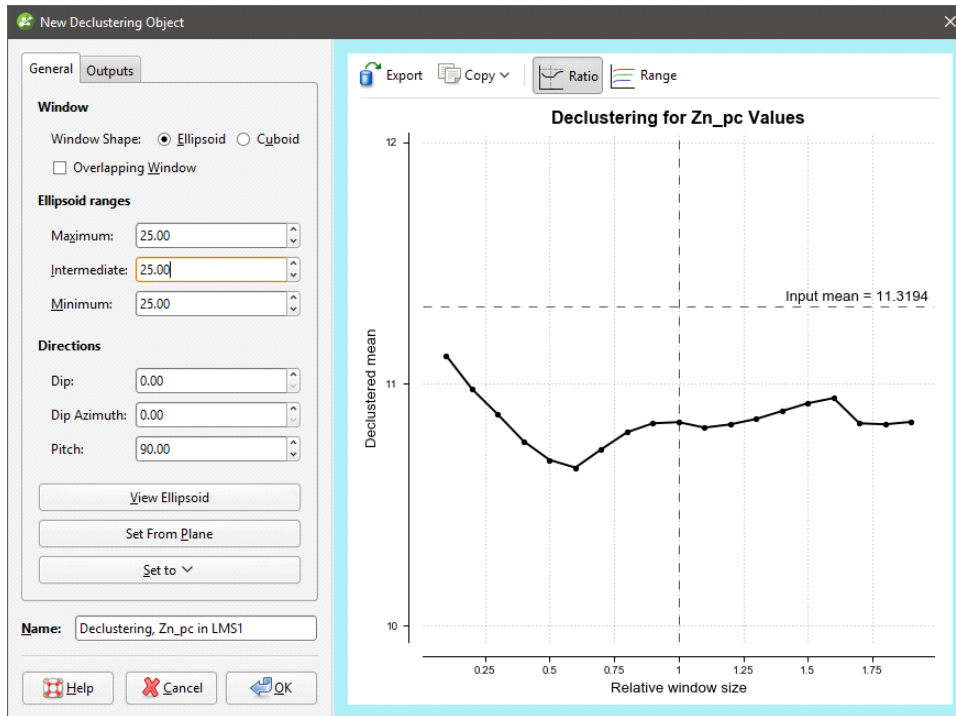 New Declustering Object
General Outputs
Window
Window Shape: Ellipsoid Cuboid
Overlapping Window
Ellipsoid ranges
Maximum: 25.00
Intermediate: 25.00
Minimum: 25.00
Directions
Dip: 0.00
Dip Azimuth: 0.00
Pitch: 90.00
View Ellipsoid
Set From Plane
Set to
Name: Declustering, Zn_pc in LMS1
Help Cancel OK
Export Copy Ratio Range
Declustering for Zn_pc Values
12
Input mean = 11.3194
11
Declustered mean
10
0.25 0.5 0.75 1 1.25 1.5 1.75
Relative window size